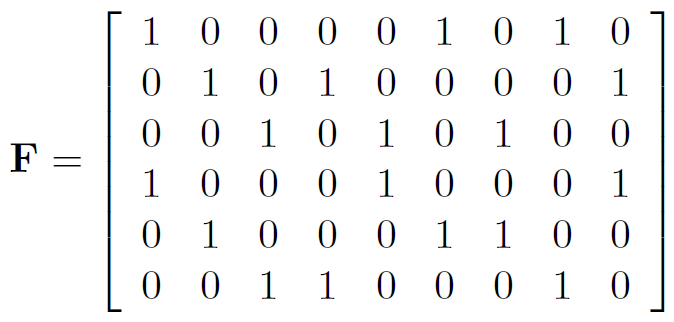 1 0 0 0 0 1 0 1 0
0 1 0 1 0 0 0 0 1
0 0 1 0 1 0 1 0 0
F =
1 0 0 0 1 0 0 0 1
0 1 0 0 0 1 1 0 0
0 0 1 1 0 0 0 1 0